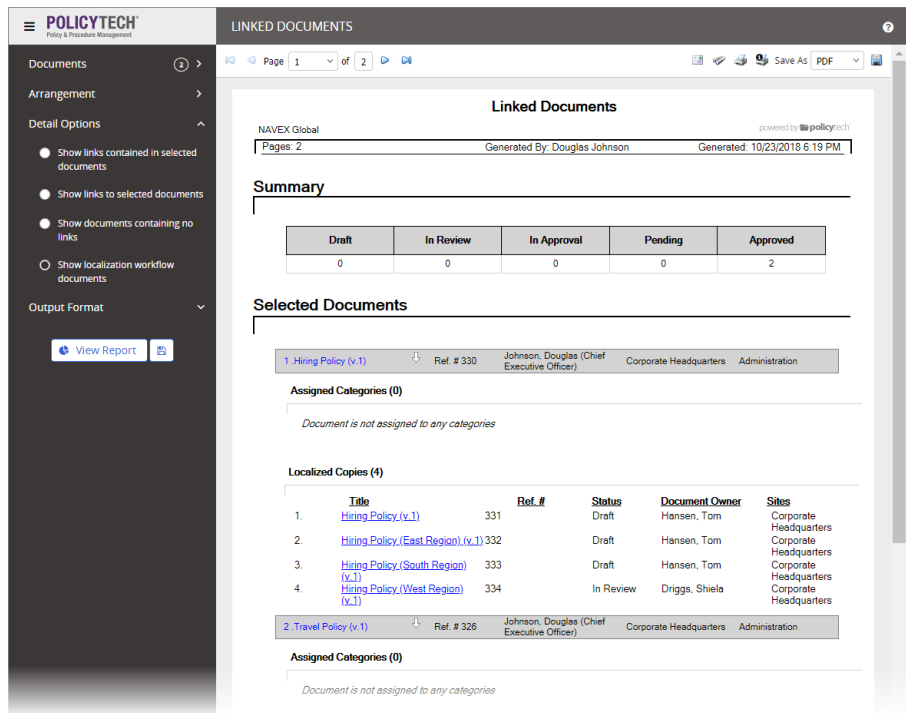 POLICYTECH
Policy & Procedure Management
LINKED DOCUMENTS
?
Documents
2
Arrangement
Detail Options
Show links contained in selected
documents
Show links to selected documents
Show documents containing no
links
Show localization workflow
documents
Output Format
View Report
Page 1 of 2
Save As PDF
Linked Documents
NAVEX Global
powered by policytech
Pages: 2 Generated By: Douglas Johnson Generated: 10/23/2018 6:19 PM
Summary
Draft In Review In Approval Pending Approved
0 0 0 0 2
Selected Documents
1 .Hiring Policy (v.1) Ref. # 330 Johnson, Douglas (Chief Corporate Headquarters Administration
Executive Officer)
Assigned Categories (0)
Document is not assigned to any categories
Localized Copies (4)
Title Ref. # Status Document Owner Sites
1. Hiring Policy (v.1) 331 Draft Hansen, Tom Corporate
Headquarters
2. Hiring Policy (East Region) (v.1) 332 Draft Hansen, Tom Corporate
Headquarters
3. Hiring Policy (South Region) 333 Draft Hansen, Tom Corporate
(v.1) Headquarters
4. Hiring Policy (West Region) 334 In Review Driggs, Shiela Corporate
(v.1) Headquarters
2 .Travel Policy (v.1) Ref. # 326 Johnson, Douglas (Chief Corporate Headquarters Administration
Executive Officer)
Assigned Categories (0)
Document is not assigned to any categories